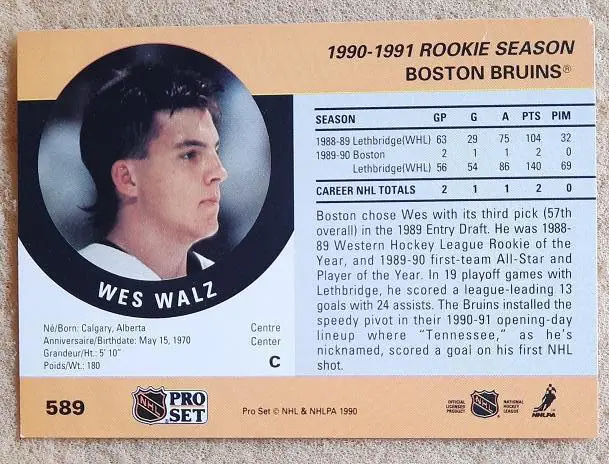 1990-1991 ROOKIE SEASON
BOSTON BRUINS®
SEASON GP G A PTS PIM
1988-89 Lethbridge(WHL) 63 29 75 104 32
1989-90 Boston 2 1 1 2 0
Lethbridge(WHL) 56 54 86 140 69
CAREER NHL TOTALS 2 1 1 2 0
Boston chose Wes with its third pick (57th
overall) in the 1989 Entry Draft. He was 1988-
89 Western Hockey League Rookie of the
Year, and 1989-90 first-team All-Star and
Player of the Year. In 19 playoff games with
Lethbridge, he scored a league-leading 13
goals with 24 assists. The Bruins installed the
speedy pivot in their 1990-91 opening-day
lineup where "Tennessee," as he's
nicknamed, scored a goal on his first NHL
shot.
WES WALZ
Né/Born: Calgary, Alberta Centre
Anniversaire/Birthdate: May 15, 1970 Center
Grandeur/Ht.: 5' 10"
Poids/Wt.: 180 C
589
NHL
PRO
SET
Pro Set © NHL & NHLPA 1990
OFFICIAL
LICENSED
PRODUCT
NHL
NATIONAL
HOCKEY
LEAGUE
NHLPA